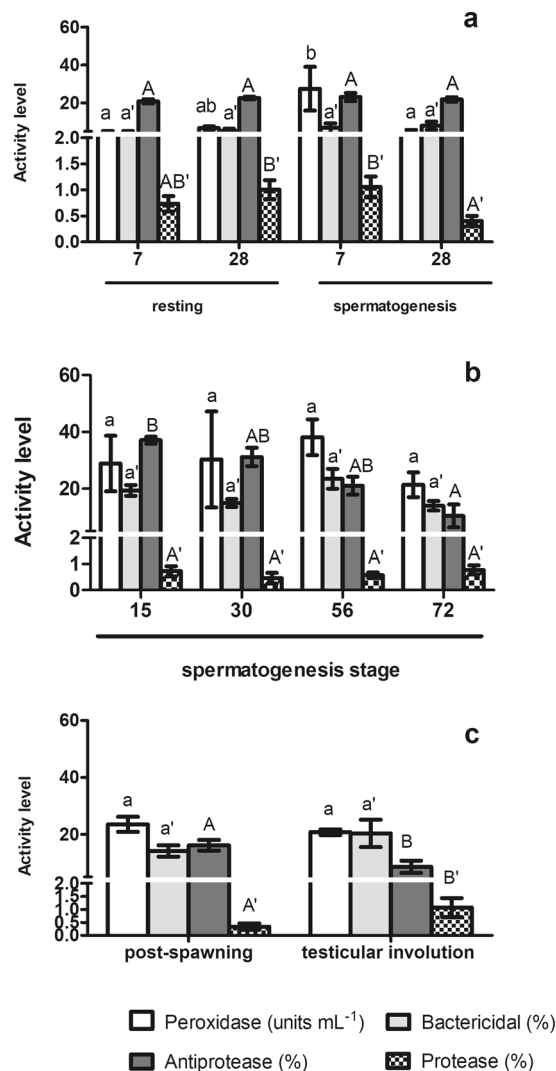 a
Activity level
60
40
20
2.0
1.5
1.0
0.5
0.0
a a' A AB'
ab a' A B'
b a' A B'
a a' A A'
7 28 7 28
resting spermatogenesis
b
Activity level
60
40
20
2
1
0
a a' B A'
a a' AB A'
a a' AB A'
a a' A A'
15 30 56 72
spermatogenesis stage
c
Activity level
60
40
20
2.0
1.5
1.0
0.5
0.0
a a' A A'
a a' B B'
post-spawning testicular involution
Peroxidase (units mL⁻¹) Bactericidal (%)
Antiprotease (%) Protease (%)